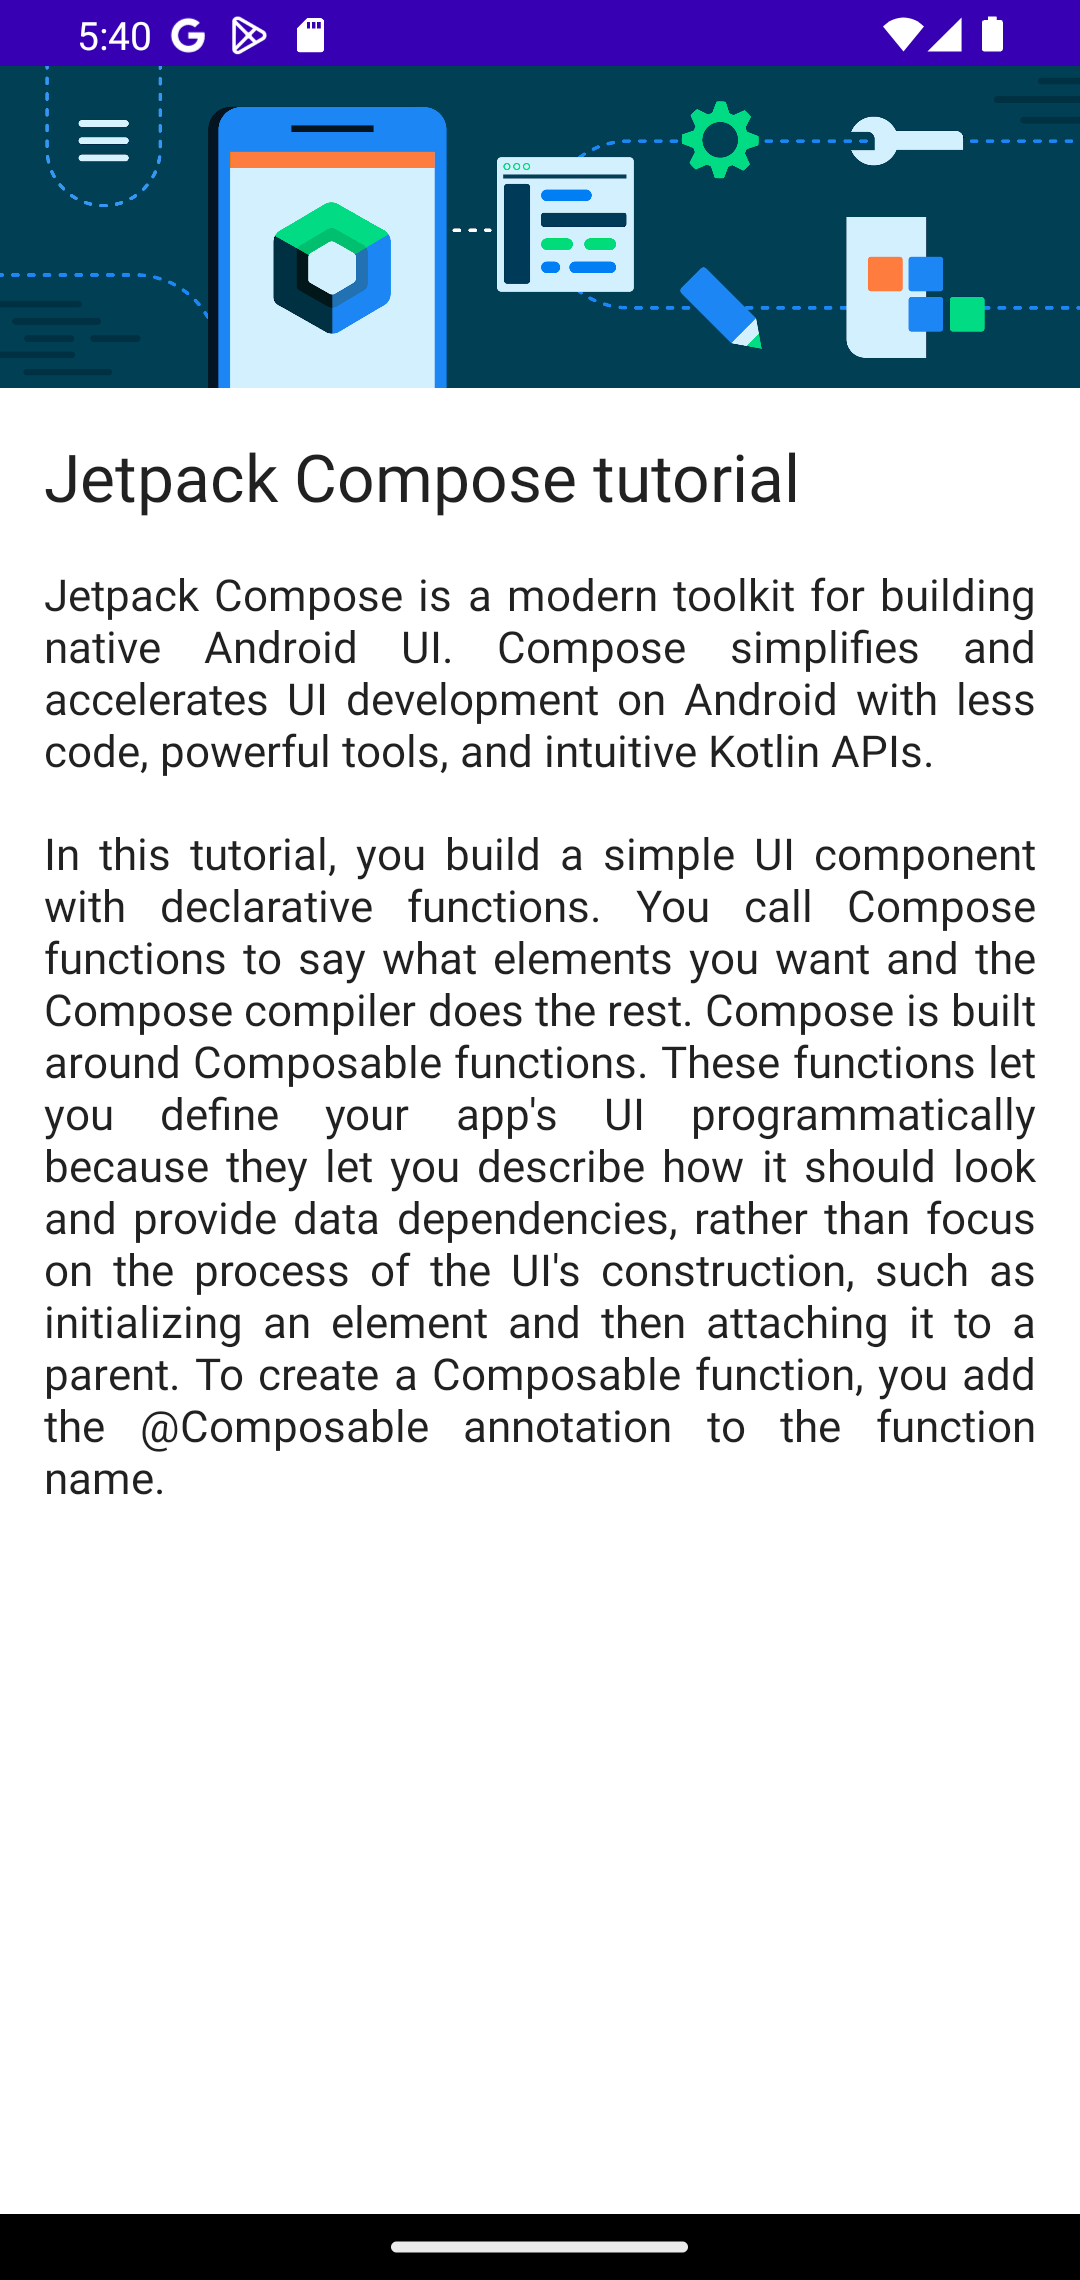 5:40
Jetpack Compose tutorial
Jetpack Compose is a modern toolkit for building
native Android UI. Compose simplifies and
accelerates UI development on Android with less
code, powerful tools, and intuitive Kotlin APIs.
In this tutorial, you build a simple UI component
with declarative functions. You call Compose
functions to say what elements you want and the
Compose compiler does the rest. Compose is built
around Composable functions. These functions let
you define your app's UI programmatically
because they let you describe how it should look
and provide data dependencies, rather than focus
on the process of the UI's construction, such as
initializing an element and then attaching it to a
parent. To create a Composable function, you add
the @Composable annotation to the function
name.